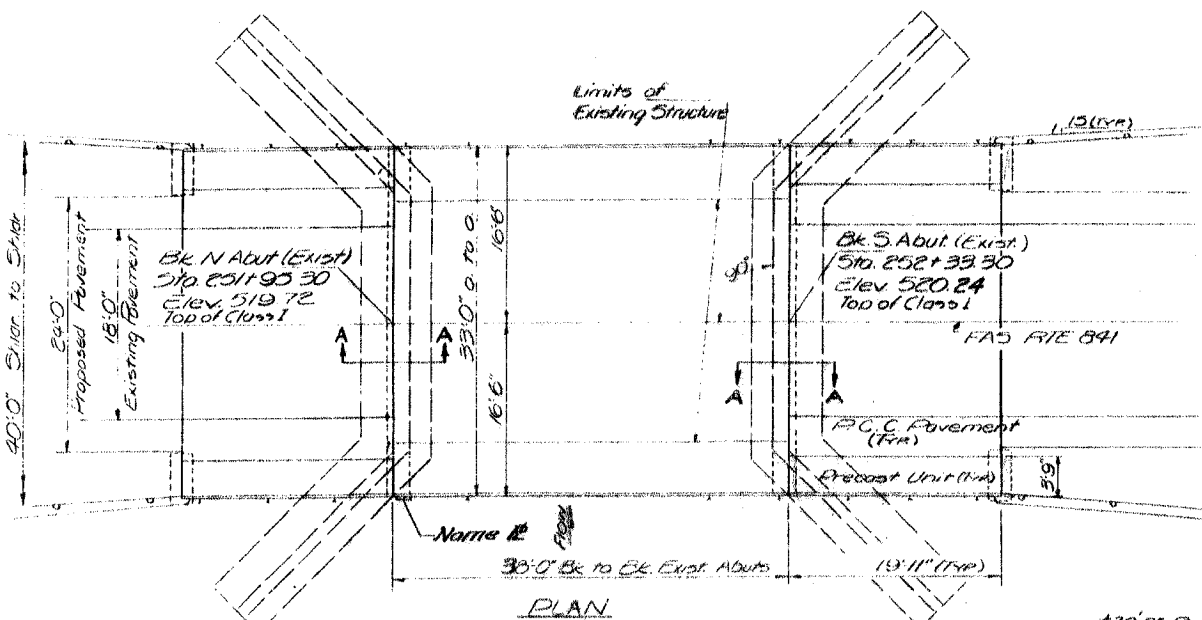 Limits of
Existing Structure
1.15 (TYP.)
40'-0" Shldr to Shldr
24'-0"
Proposed Pavement
18'-0"
Existing Pavement
Bk. N. Abut (Exist)
Sta. 251+95.30
Elev. 519.72
Top of Class I
A A
33'-0" o. to o.
16'-6"
16'-6"
90°
Bk. S. Abut. (Exist.)
Sta. 252+33.30
Elev. 520.24
Top of Class I
FAS RTE 841
A A
P.C.C. Pavement
(Typ.)
Precast Unit (Typ.)
3'-9"
Name PL
Flow
38'-0" Bk. to Bk. Exist. Abuts
19'-11" (TYP)
PLAN